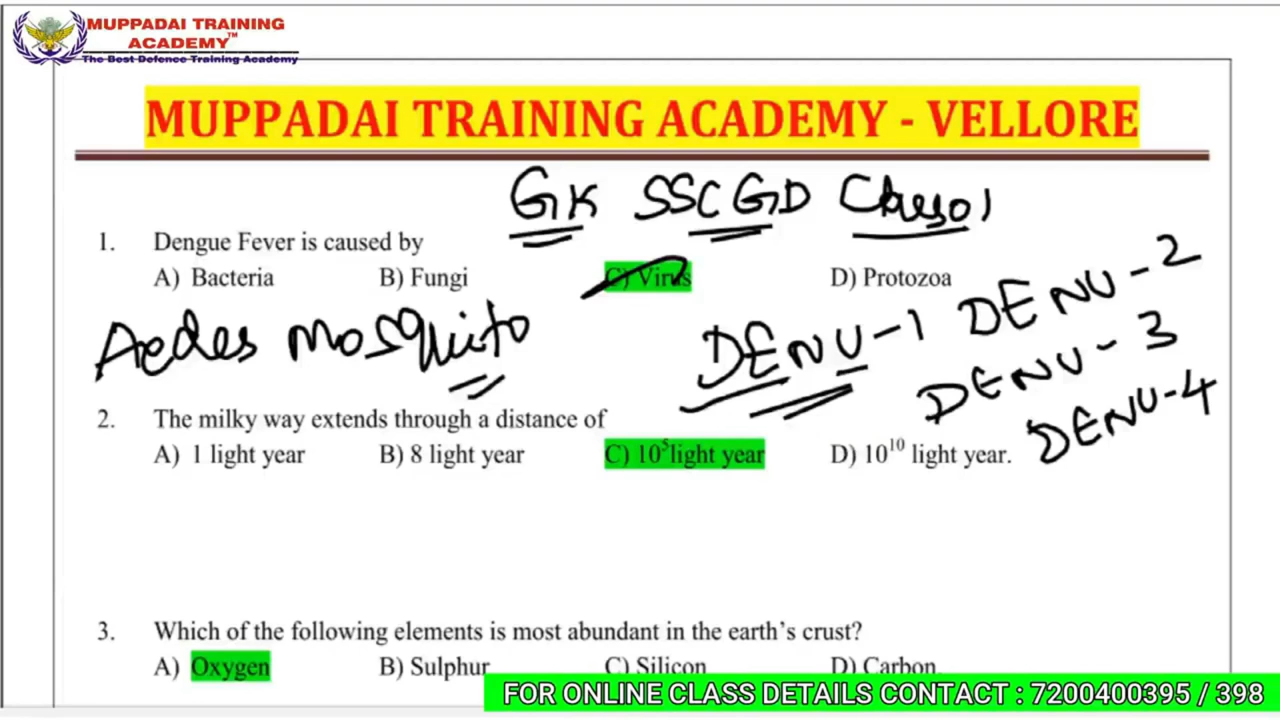 MUPPADAI TRAINING
ACADEMY™
The Best Defence Training Academy
MUPPADAI TRAINING ACADEMY - VELLORE
GK SSC GD
1. Dengue Fever is caused by
A) Bacteria B) Fungi C) Virus D) Protozoa
Aedes Mosquito DENU-1 DENU-2
DENU-3
DENU-4
2. The milky way extends through a distance of
A) 1 light year B) 8 light year C) 10⁵light year D) 10¹⁰ light year.
3. Which of the following elements is most abundant in the earth's crust?
A) Oxygen B) Sulphur C) Silicon D) Carbon
FOR ONLINE CLASS DETAILS CONTACT : 7200400395 / 398